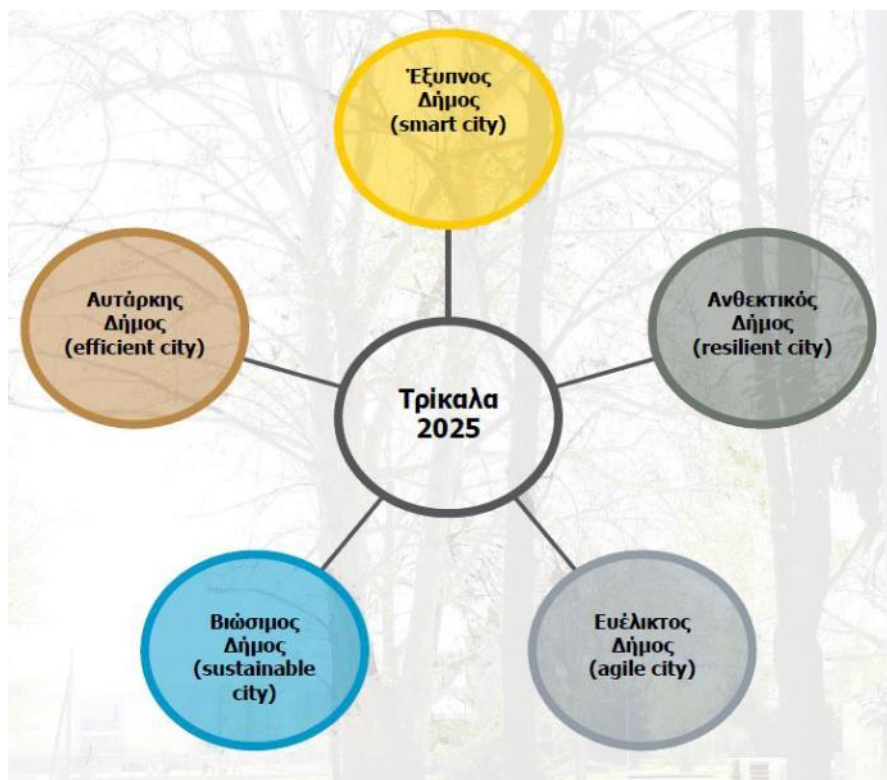 Έξυπνος
Δήμος
(smart city)
Αυτάρκης
Δήμος
(efficient city)
Ανθεκτικός
Δήμος
(resilient city)
Τρίκαλα
2025
Βιώσιμος
Δήμος
(sustainable
city)
Ευέλικτος
Δήμος
(agile city)